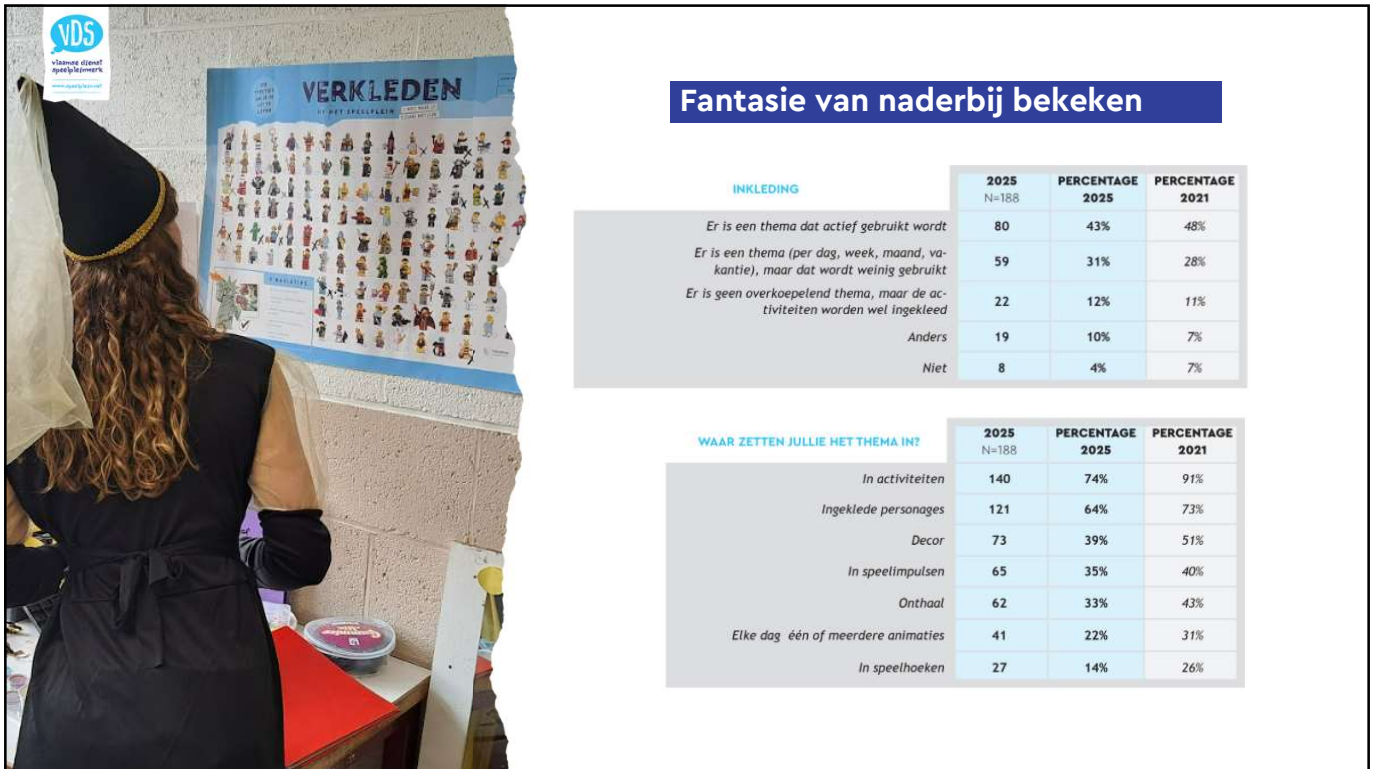 VDS
vlaamse dienst
speelpleinwerk
www.speelplein.net
VERKLEDEN
OP HET SPEELPLEIN
Fantasie van naderbij bekeken
INKLEDING
2025
N=188
PERCENTAGE
2025
PERCENTAGE
2021
Er is een thema dat actief gebruikt wordt 80 43% 48%
Er is een thema (per dag, week, maand, va-
kantie), maar dat wordt weinig gebruikt 59 31% 28%
Er is geen overkoepelend thema, maar de ac-
tiviteiten worden wel ingekleed 22 12% 11%
Anders 19 10% 7%
Niet 8 4% 7%
WAAR ZETTEN JULLIE HET THEMA IN?
2025
N=188
PERCENTAGE
2025
PERCENTAGE
2021
In activiteiten 140 74% 91%
Ingeklede personages 121 64% 73%
Decor 73 39% 51%
In speelimpulsen 65 35% 40%
Onthaal 62 33% 43%
Elke dag één of meerdere animaties 41 22% 31%
In speelhoeken 27 14% 26%